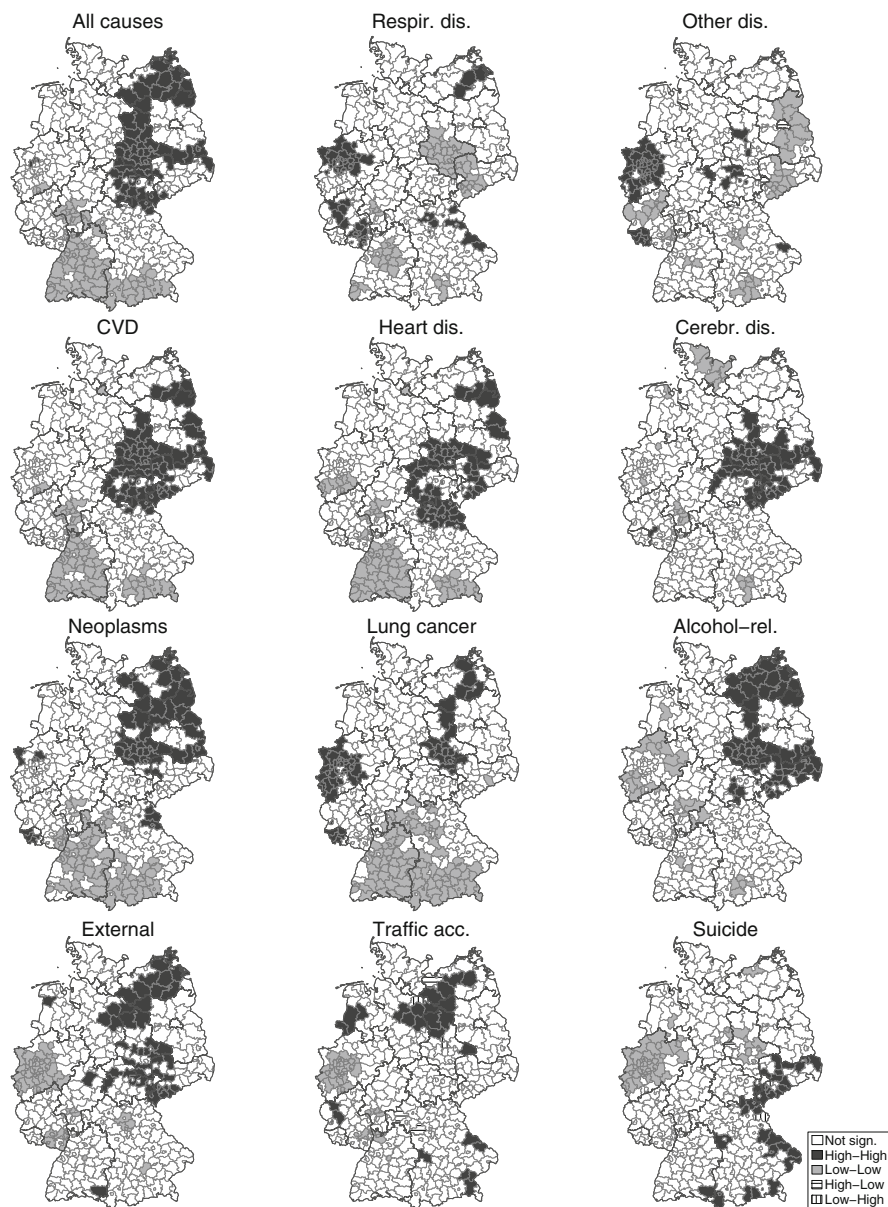 All causes
Respir. dis.
Other dis.
CVD
Heart dis.
Cerebr. dis.
Neoplasms
Lung cancer
Alcohol−rel.
External
Traffic acc.
Suicide
Not sign.
High−High
Low−Low
High−Low
Low−High